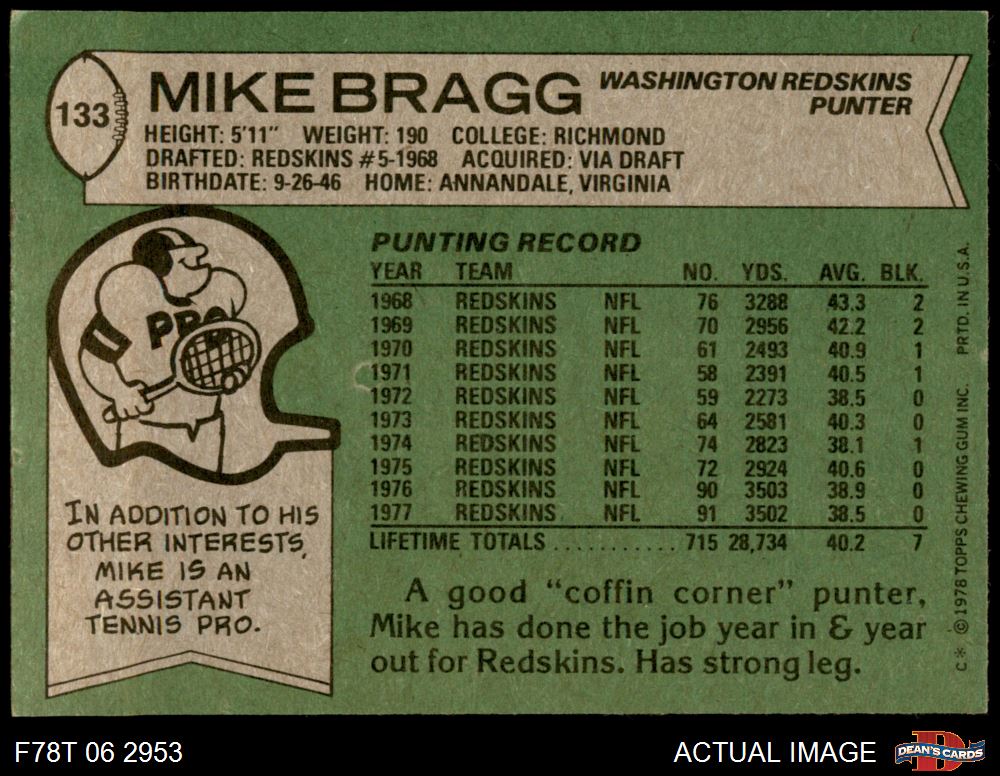 133
MIKE BRAGG
WASHINGTON REDSKINS
PUNTER
HEIGHT: 5'11" WEIGHT: 190 COLLEGE: RICHMOND
DRAFTED: REDSKINS #5-1968 ACQUIRED: VIA DRAFT
BIRTHDATE: 9-26-46 HOME: ANNANDALE, VIRGINIA
PRO
IN ADDITION TO HIS
OTHER INTERESTS,
MIKE IS AN
ASSISTANT
TENNIS PRO.
PUNTING RECORD
YEAR TEAM NO. YDS. AVG. BLK.
1968 REDSKINS NFL 76 3288 43.3 2
1969 REDSKINS NFL 70 2956 42.2 2
1970 REDSKINS NFL 61 2493 40.9 1
1971 REDSKINS NFL 58 2391 40.5 1
1972 REDSKINS NFL 59 2273 38.5 0
1973 REDSKINS NFL 64 2581 40.3 0
1974 REDSKINS NFL 74 2823 38.1 1
1975 REDSKINS NFL 72 2924 40.6 0
1976 REDSKINS NFL 90 3503 38.9 0
1977 REDSKINS NFL 91 3502 38.5 0
LIFETIME TOTALS ........... 715 28,734 40.2 7
A good "coffin corner" punter,
Mike has done the job year in & year
out for Redskins. Has strong leg.
C* © 1978 TOPPS CHEWING GUM INC. PRTD. IN U.S.A.
F78T 06 2953
ACTUAL IMAGE
DEAN'S CARDS